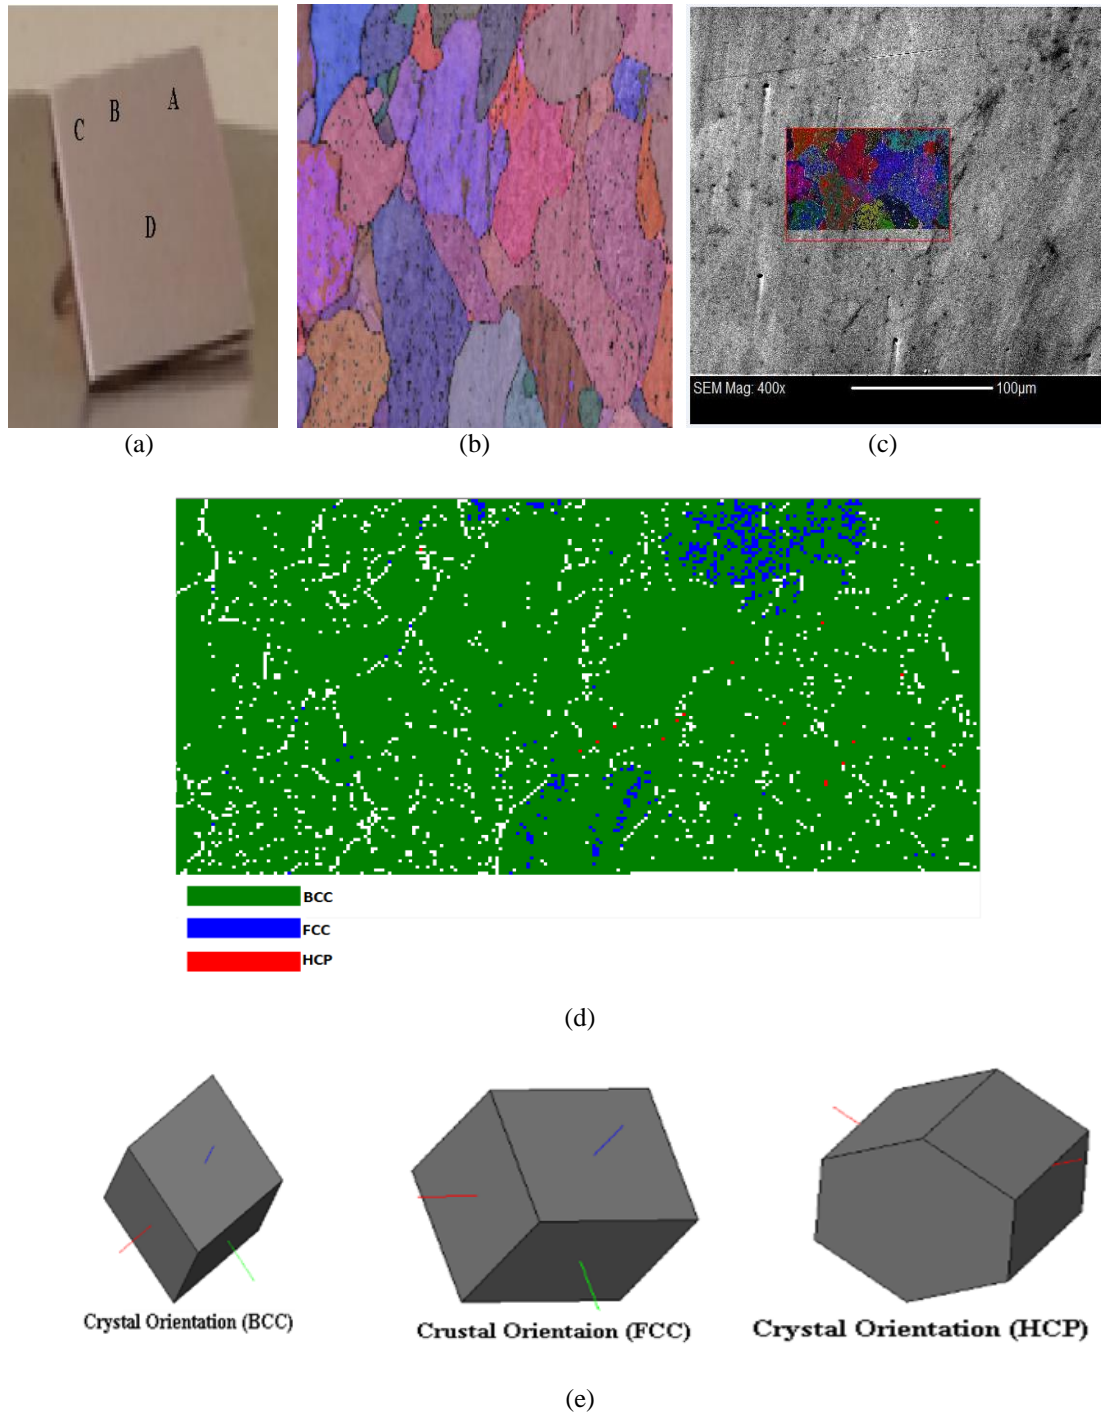 A
B
C
D
(a)
(b)
SEM Mag: 400x 100µm
(c)
BCC
FCC
HCP
(d)
Crystal Orientation (BCC)
Crustal Orientaion (FCC)
Crystal Orientation (HCP)
(e)